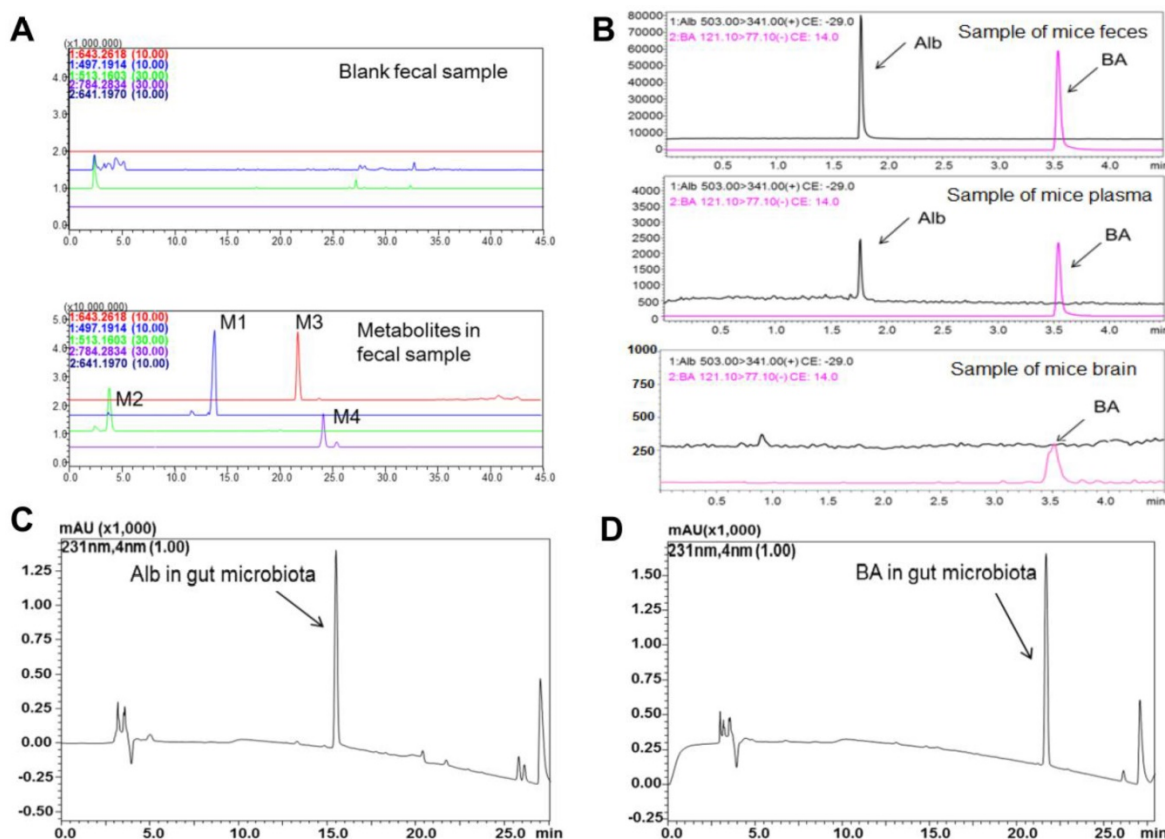 A
(x1.000.000)
1:643.2618 (10.00)
1:497.1914 (10.00)
1:513.1603 (30.00)
2:784.2834 (30.00)
2:641.1970 (10.00)
Blank fecal sample
4.0
3.0
2.0
1.0
0.0
0.0 5.0 10.0 15.0 20.0 25.0 30.0 35.0 40.0 45.0
(x10.000.000)
5.0
1:643.2618 (10.00)
1:497.1914 (10.00)
1:513.1603 (30.00)
2:784.2834 (30.00)
2:641.1970 (10.00)
M1 M3
Metabolites in
fecal sample
M2
M4
4.0
3.0
2.0
1.0
0.0
0.0 5.0 10.0 15.0 20.0 25.0 30.0 35.0 40.0 45.0
B
1:Alb 503.00>341.00(+) CE: -29.0
2:BA 121.10>77.10(-) CE: 14.0
Sample of mice feces
Alb
BA
80000
70000
60000
50000
40000
30000
20000
10000
0
0.5 1.0 1.5 2.0 2.5 3.0 3.5 4.0 min
1:Alb 503.00>341.00(+) CE: -29.0
2:BA 121.10>77.10(-) CE: 14.0
Sample of mice plasma
Alb
BA
4000
3500
3000
2500
2000
1500
1000
500
0
0.5 1.0 1.5 2.0 2.5 3.0 3.5 4.0
1:Alb 503.00>341.00(+) CE: -29.0
2:BA 121.10>77.10(-) CE: 14.0
Sample of mice brain
BA
1000
750
500
250
0.5 1.0 1.5 2.0 2.5 3.0 3.5 4.0 min
C
mAU (x1,000)
231nm,4nm (1.00)
Alb in gut microbiota
1.25
1.00
0.75
0.50
0.25
0.00
-0.25
-0.50
0.0 5.0 10.0 15.0 20.0 25.0 min
D
mAU(x1,000)
231nm,4nm (1.00)
BA in gut microbiota
1.50
1.25
1.00
0.75
0.50
0.25
0.00
-0.25
0.0 5.0 10.0 15.0 20.0 25.0 min